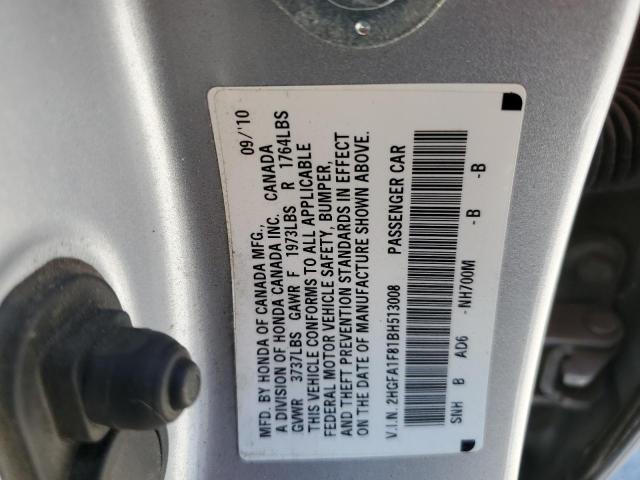 09/'10
MFD. BY HONDA OF CANADA MFG.,
A DIVISION OF HONDA CANADA INC. CANADA
GVWR 3737LBS GAWR F 1973LBS R 1764LBS
THIS VEHICLE CONFORMS TO ALL APPLICABLE
FEDERAL MOTOR VEHICLE SAFETY, BUMPER,
AND THEFT PREVENTION STANDARDS IN EFFECT
ON THE DATE OF MANUFACTURE SHOWN ABOVE.
V.I.N. 2HGFA1F81BH513008 PASSENGER CAR
SNH B AD6 -NH700M -B -B